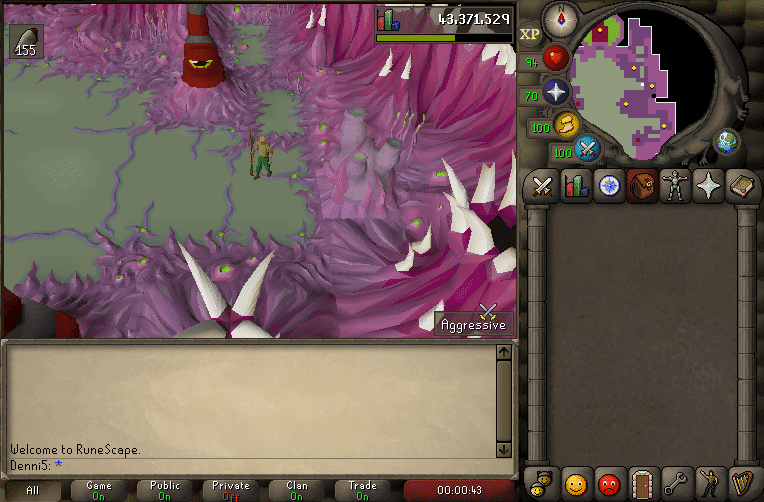 155
43,371,529
XP
94
70
100
100
Aggressive
Welcome to RuneScape.
Denni5: *
All
Game
On
Public
On
Private
Off
Clan
On
Trade
On
00:00:43